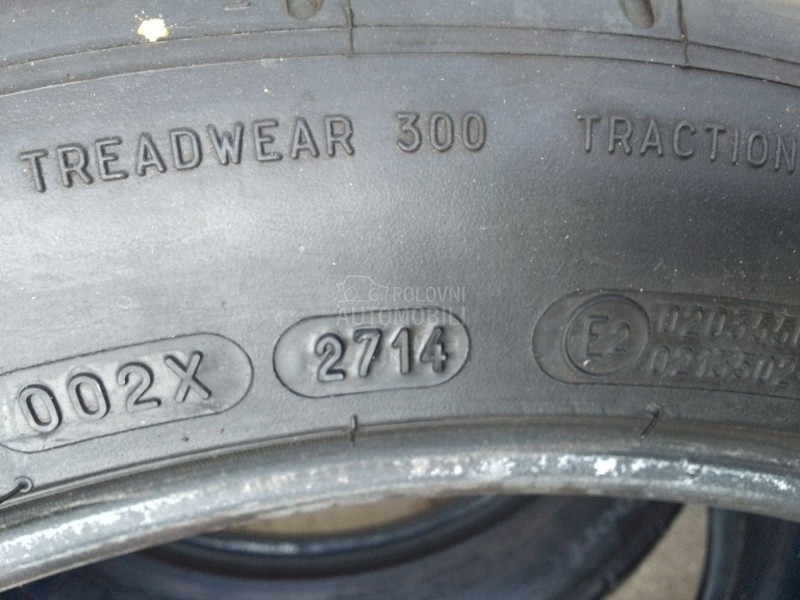 TREADWEAR 300 TRACTION
POLOVNI
AUTOMOBILI
002X 2714 E2